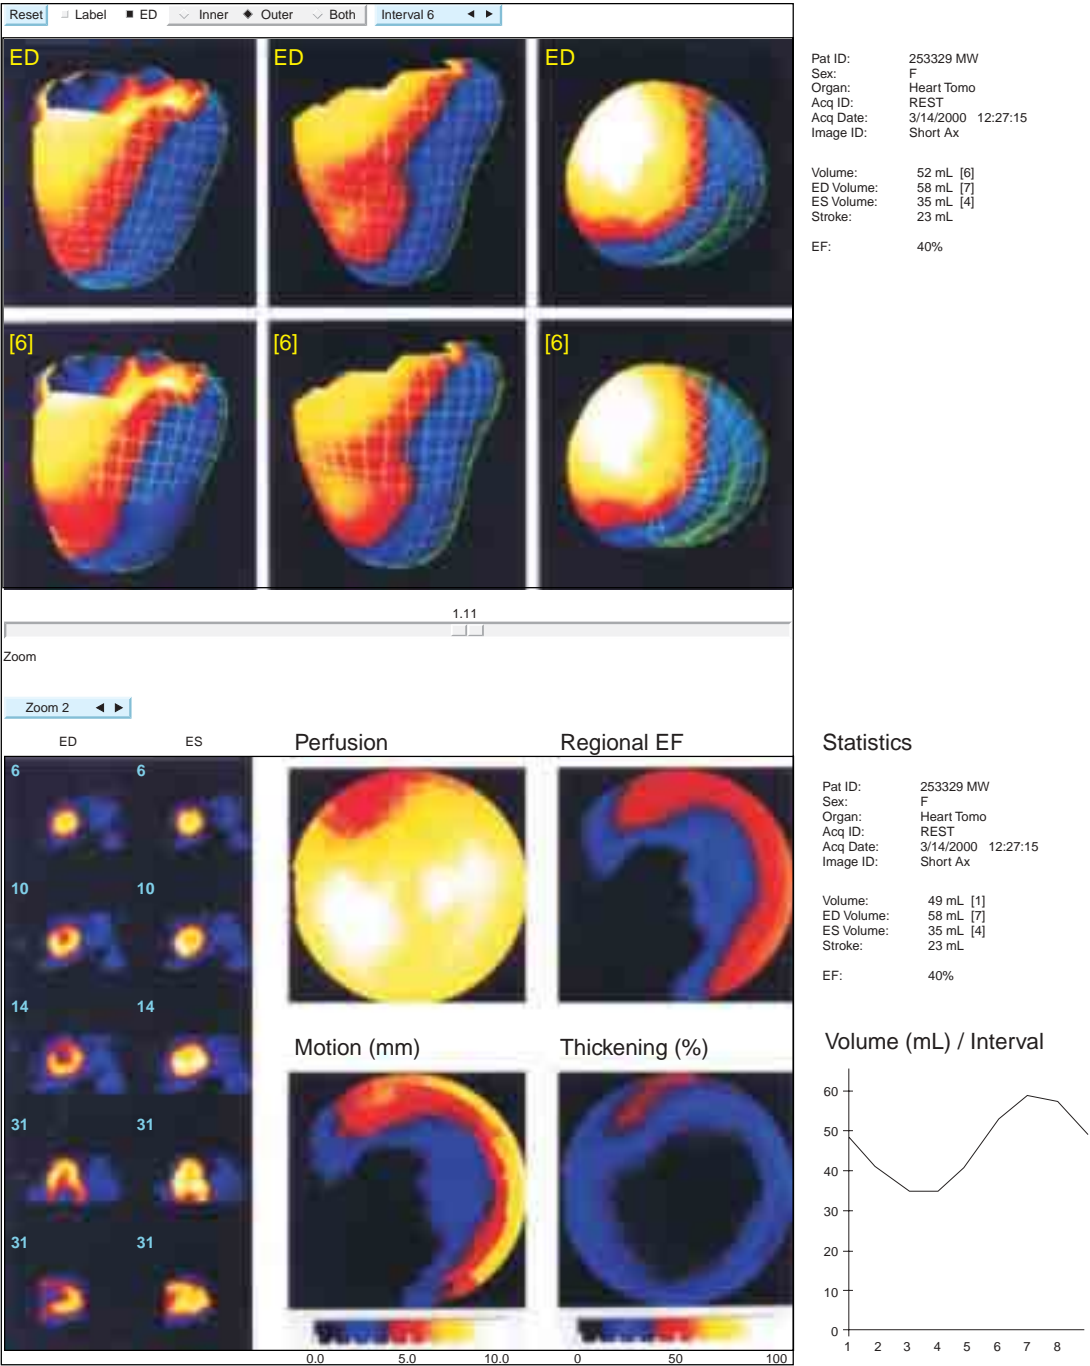 Reset Label ED Inner Outer Both Interval 6
ED ED ED
[6] [6] [6]
Pat ID: 253329 MW
Sex: F
Organ: Heart Tomo
Acq ID: REST
Acq Date: 3/14/2000 12:27:15
Image ID: Short Ax
Volume: 52 mL [6]
ED Volume: 58 mL [7]
ES Volume: 35 mL [4]
Stroke: 23 mL
EF: 40%
1.11
Zoom
Zoom 2
ED ES
6 6
10 10
14 14
31 31
31 31
Perfusion
Regional EF
Motion (mm)
Thickening (%)
0.0 5.0 10.0
0 50 100
Statistics
Pat ID: 253329 MW
Sex: F
Organ: Heart Tomo
Acq ID: REST
Acq Date: 3/14/2000 12:27:15
Image ID: Short Ax
Volume: 49 mL [1]
ED Volume: 58 mL [7]
ES Volume: 35 mL [4]
Stroke: 23 mL
EF: 40%
Volume (mL) / Interval
60
50
40
30
20
10
0
1 2 3 4 5 6 7 8